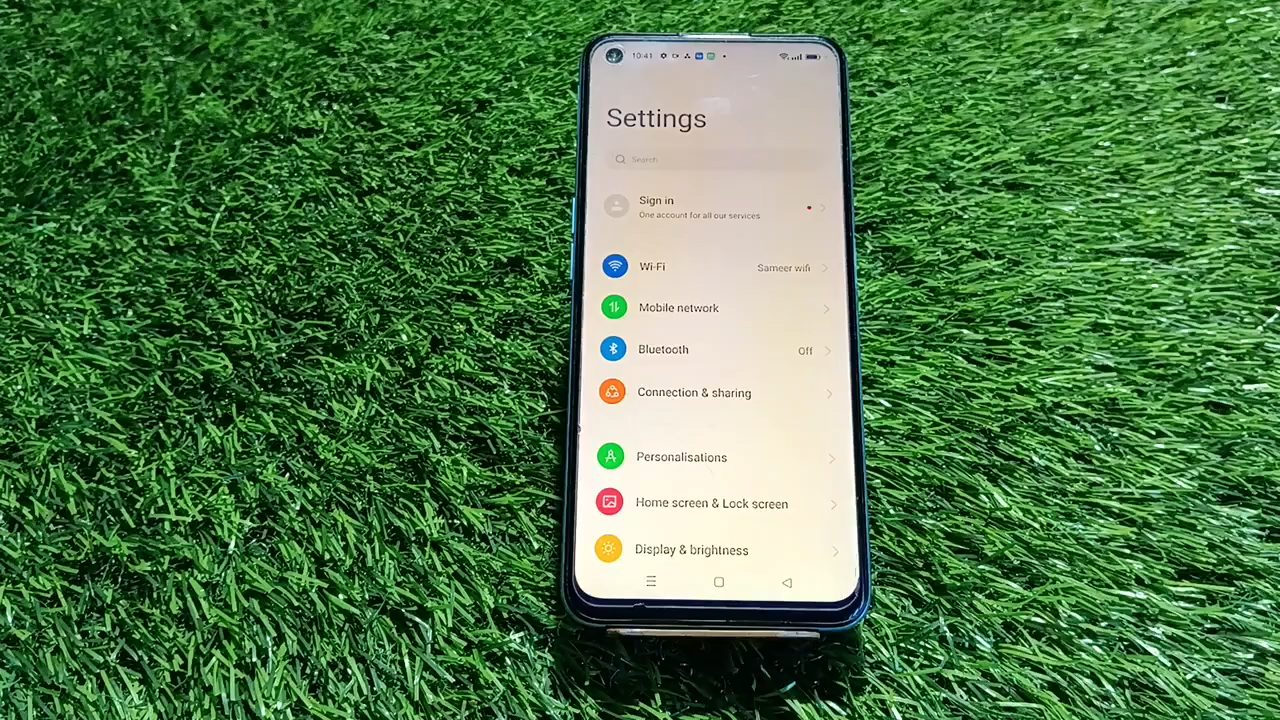 10:41
Settings
Search
Sign in
One account for all our services
Wi-Fi Sameer wifi
Mobile network
Bluetooth Off
Connection & sharing
Personalisations
Home screen & Lock screen
Display & brightness